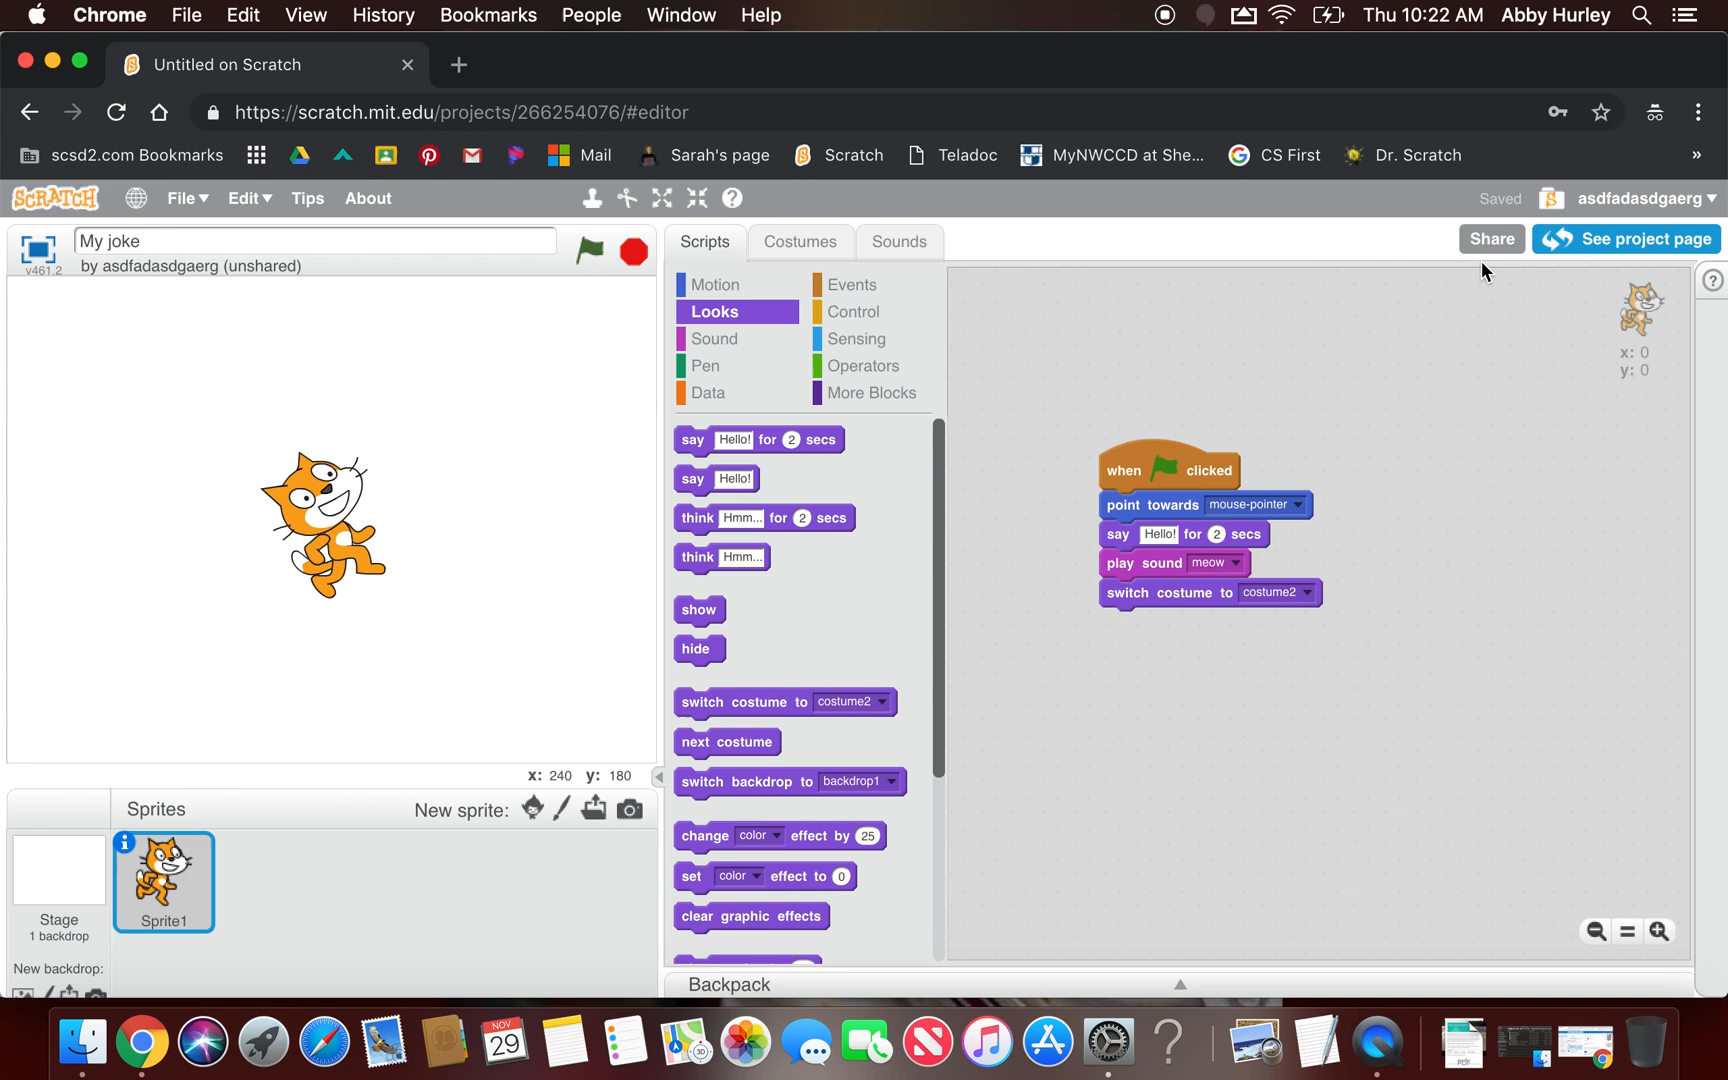 Chrome File Edit View History Bookmarks People Window Help Thu 10:22 AM Abby Hurley
Untitled on Scratch
https://scratch.mit.edu/projects/266254076/#editor
scsd2.com Bookmarks Mail Sarah's page Scratch Teladoc MyNWCCD at She... CS First Dr. Scratch »
SCRATCH File Edit Tips About Saved asdfadasdgaerg
My joke
v461.2 by asdfadasdgaerg (unshared)
Scripts Costumes Sounds Share See project page
Motion Events
Looks Control
Sound Sensing
Pen Operators
Data More Blocks
say Hello! for 2 secs
say Hello!
think Hmm... for 2 secs
think Hmm...
show
hide
switch costume to costume2
next costume
switch backdrop to backdrop1
change color effect by 25
set color effect to 0
clear graphic effects
when clicked
point towards mouse-pointer
say Hello! for 2 secs
play sound meow
switch costume to costume2
x: 0
y: 0
x: 240 y: 180
Sprites New sprite:
Stage
1 backdrop
Sprite1
New backdrop:
Backpack
NOV
29
3D
PDF